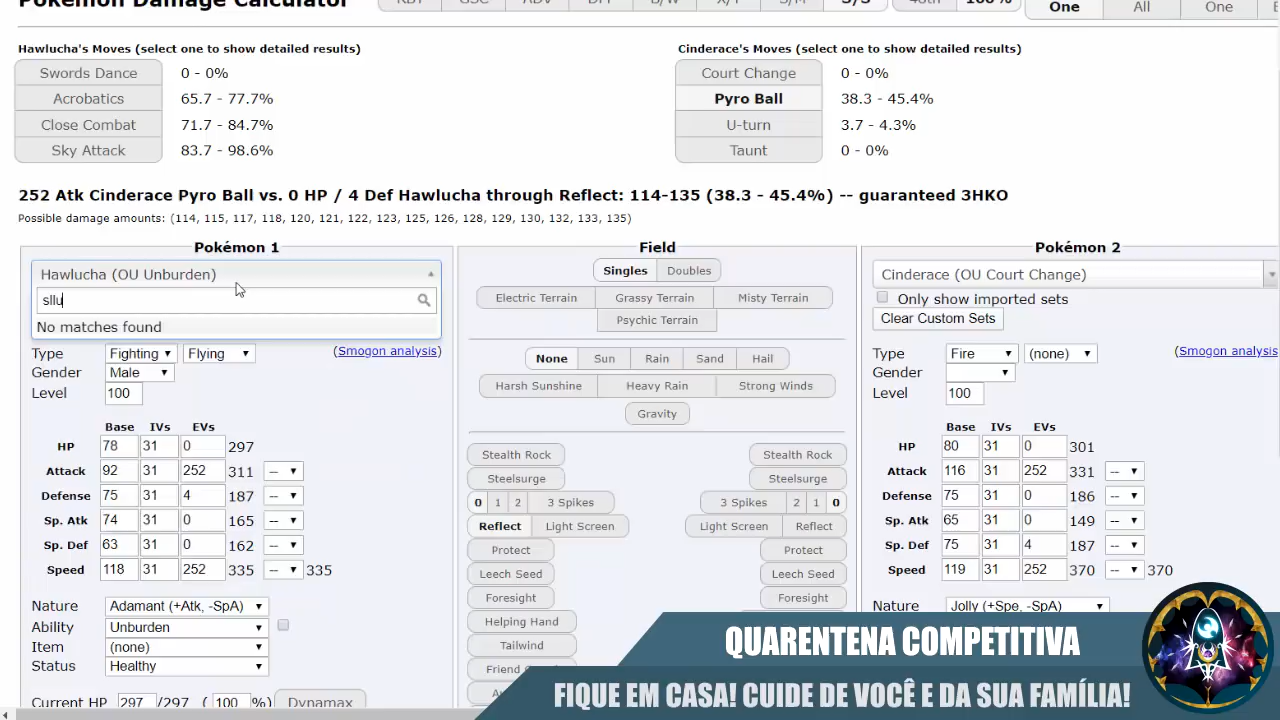 Pokémon Damage Calculator
RBY GSC ADV DPP B/W X/Y S/M S/S 48th 100% One All One
Hawlucha's Moves (select one to show detailed results)
Swords Dance 0 - 0%
Acrobatics 65.7 - 77.7%
Close Combat 71.7 - 84.7%
Sky Attack 83.7 - 98.6%
Cinderace's Moves (select one to show detailed results)
Court Change 0 - 0%
Pyro Ball 38.3 - 45.4%
U-turn 3.7 - 4.3%
Taunt 0 - 0%
252 Atk Cinderace Pyro Ball vs. 0 HP / 4 Def Hawlucha through Reflect: 114-135 (38.3 - 45.4%) -- guaranteed 3HKO
Possible damage amounts: (114, 115, 117, 118, 120, 121, 122, 123, 125, 126, 128, 129, 130, 132, 133, 135)
Pokémon 1
Hawlucha (OU Unburden)
sllu
No matches found
Type Fighting Flying (Smogon analysis)
Gender Male
Level 100
Base IVs EVs
HP 78 31 0 297
Attack 92 31 252 311 --
Defense 75 31 4 187 --
Sp. Atk 74 31 0 165 --
Sp. Def 63 31 0 162 --
Speed 118 31 252 335 -- 335
Nature Adamant (+Atk, -SpA)
Ability Unburden
Item (none)
Status Healthy
Current HP 297 /297 ( 100 %) Dynamax
Field
Singles Doubles
Electric Terrain Grassy Terrain Misty Terrain
Psychic Terrain
None Sun Rain Sand Hail
Harsh Sunshine Heavy Rain Strong Winds
Gravity
Stealth Rock Stealth Rock
Steelsurge Steelsurge
0 1 2 3 Spikes 3 Spikes 2 1 0
Reflect Light Screen Light Screen Reflect
Protect Protect
Leech Seed Leech Seed
Foresight Foresight
Helping Hand
Tailwind
Friend
Pokémon 2
Cinderace (OU Court Change)
Only show imported sets
Clear Custom Sets
Type Fire (none) (Smogon analysis
Gender
Level 100
Base IVs EVs
HP 80 31 0 301
Attack 116 31 252 331 --
Defense 75 31 0 186 --
Sp. Atk 65 31 0 149 --
Sp. Def 75 31 4 187 --
Speed 119 31 252 370 -- 370
Nature Jolly (+Spe, -SpA)
QUARENTENA COMPETITIVA
FIQUE EM CASA! CUIDE DE VOCÊ E DA SUA FAMÍLIA!